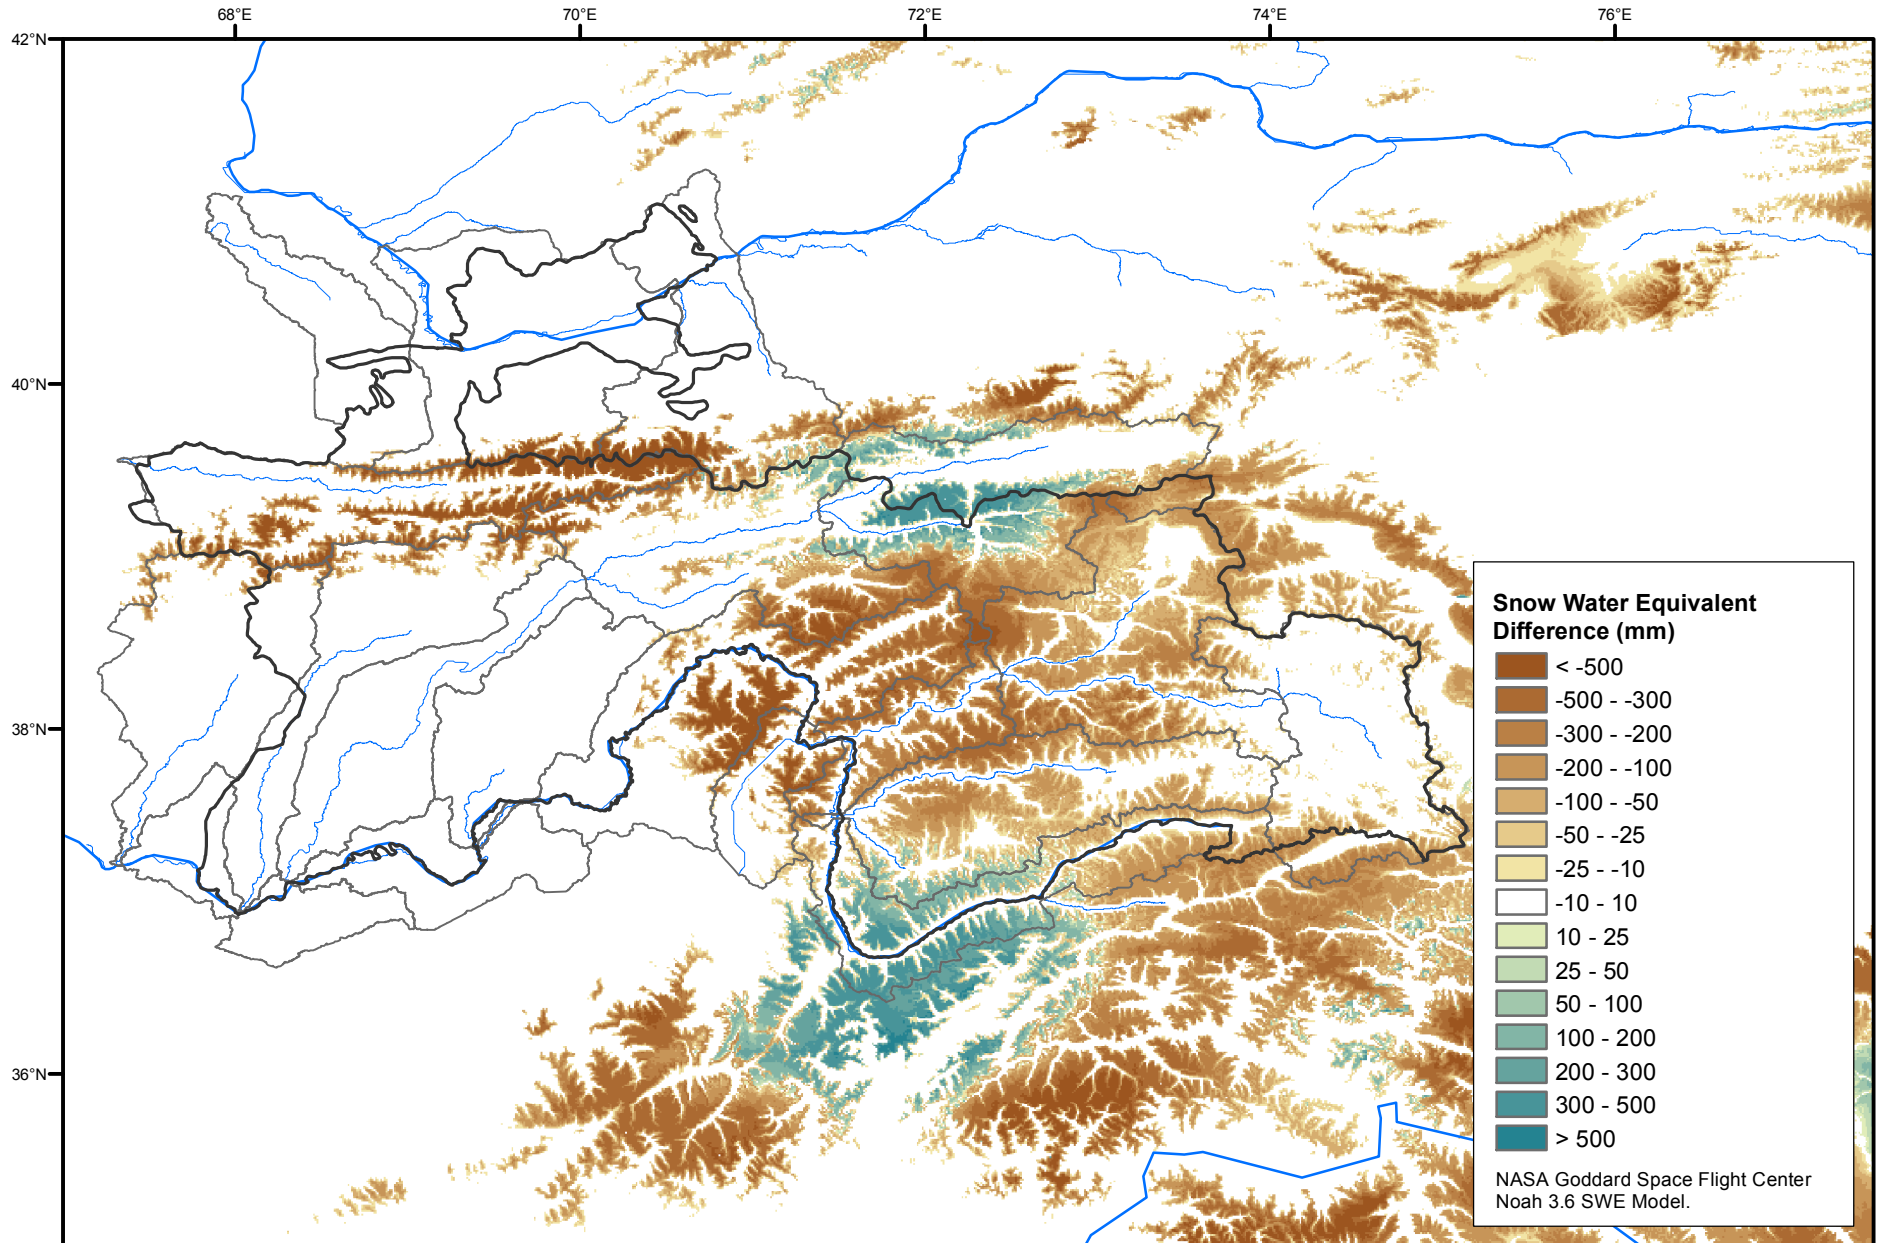 68°E
70°E
72°E
74°E
76°E
42°N
40°N
38°N
36°N
Snow Water Equivalent
Difference (mm)
< -500
-500 - -300
-300 - -200
-200 - -100
-100 - -50
-50 - -25
-25 - -10
-10 - 10
10 - 25
25 - 50
50 - 100
100 - 200
200 - 300
300 - 500
> 500
NASA Goddard Space Flight Center
Noah 3.6 SWE Model.